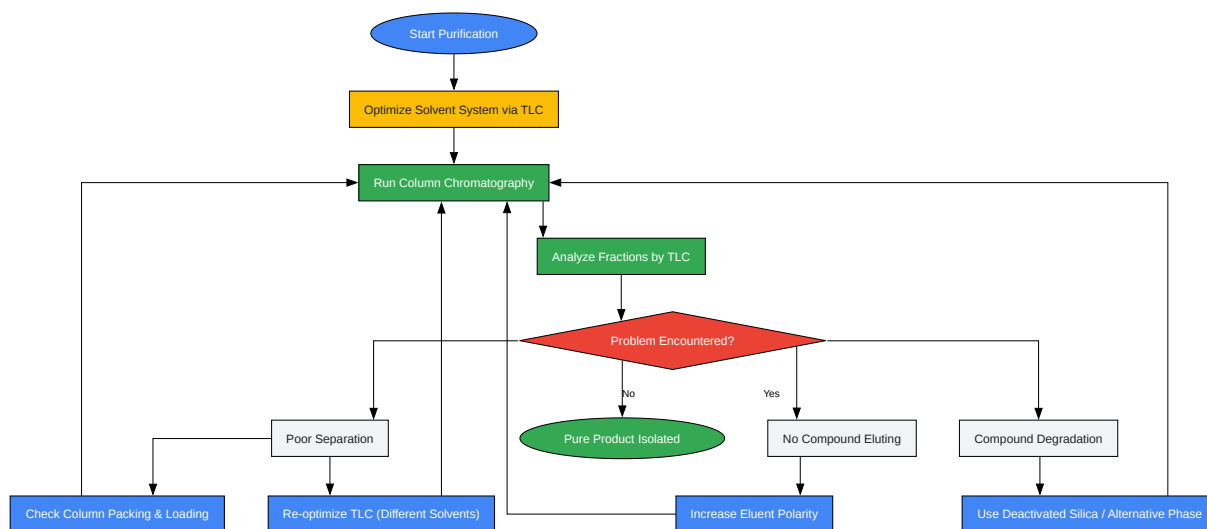 Start Purification
Optimize Solvent System via TLC
Run Column Chromatography
Analyze Fractions by TLC
Problem Encountered?
No
Yes
Poor Separation
Pure Product Isolated
No Compound Eluting
Compound Degradation
Check Column Packing & Loading
Re-optimize TLC (Different Solvents)
Increase Eluent Polarity
Use Deactivated Silica / Alternative Phase